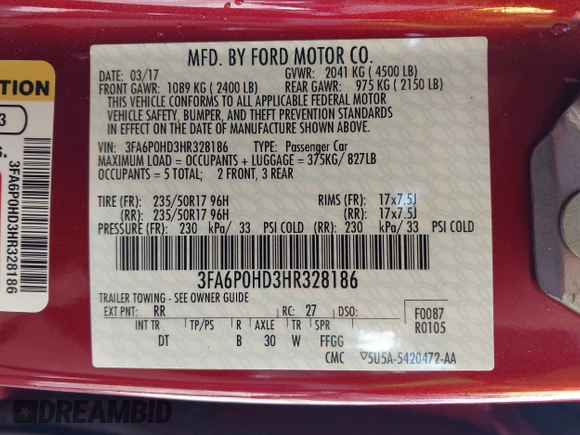 MFD. BY FORD MOTOR CO.
DATE: 03/17 GVWR: 2041 KG ( 4500 LB)
FRONT GAWR: 1089 KG ( 2400 LB) REAR GAWR: 975 KG ( 2150 LB)
THIS VEHICLE CONFORMS TO ALL APPLICABLE FEDERAL MOTOR
VEHICLE SAFETY, BUMPER, AND THEFT PREVENTION STANDARDS
IN EFFECT ON THE DATE OF MANUFACTURE SHOWN ABOVE.
VIN: 3FA6P0HD3HR328186 TYPE: Passenger Car
MAXIMUM LOAD = OCCUPANTS + LUGGAGE = 375KG/ 827LB
OCCUPANTS = 5 TOTAL; 2 FRONT, 3 REAR
TIRE (FR): 235/50R17 96H RIMS (FR): 17x7.5J
(RR): 235/50R17 96H (RR): 17x7.5J
PRESSURE (FR): 230 kPa/ 33 PSI COLD (RR): 230 kPa/ 33 PSI COLD
3FA6P0HD3HR328186
TRAILER TOWING - SEE OWNER GUIDE
EXT PNT: RR RC: 27 DSO: F0087
R0105
INT TR TP/PS R AXLE TR SPR
DT B 30 W FFGG
CMC ▽5U5A-5420472-AA
TION
3
S.
3FA6P0HD3HR328186
DREAMBID